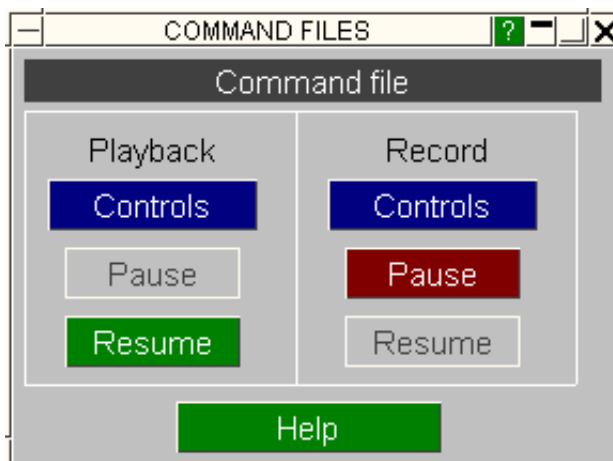 COMMAND FILES ?
Command file
Playback Record
Controls Controls
Pause Pause
Resume Resume
Help